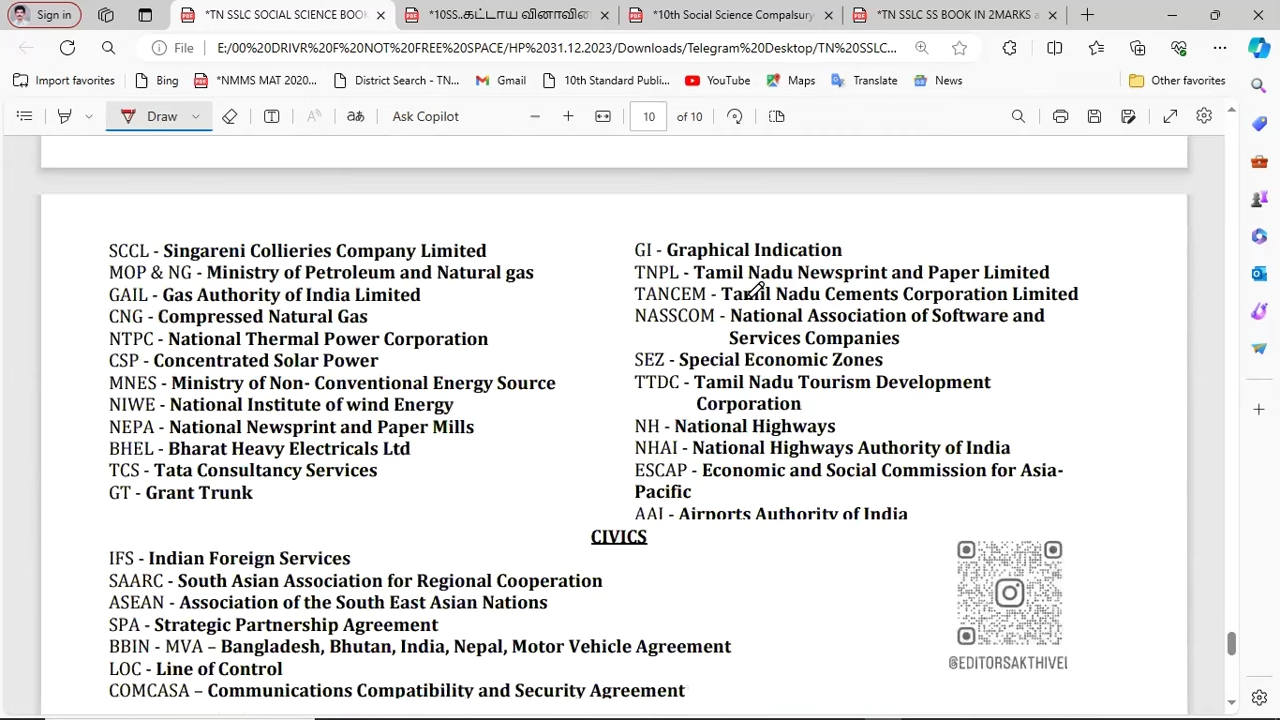 Sign in
*TN SSLC SOCIAL SCIENCE BOOK
*10SS..கட்டாய வினாவின
*10th Social Science Compalsury
*TN SSLC SS BOOK IN 2MARKS a
File
E:/00%20DRIVR%20F%20NOT%20FREE%20SPACE/HP%2031.12.2023/Downloads/Telegram%20Desktop/TN%20SSLC...
Import favorites
Bing
*NMMS MAT 2020...
District Search - TN...
Gmail
10th Standard Publi...
YouTube
Maps
Translate
News
Other favorites
Draw
Ask Copilot
10 of 10
SCCL - Singareni Collieries Company Limited
MOP & NG - Ministry of Petroleum and Natural gas
GAIL - Gas Authority of India Limited
CNG - Compressed Natural Gas
NTPC - National Thermal Power Corporation
CSP - Concentrated Solar Power
MNES - Ministry of Non- Conventional Energy Source
NIWE - National Institute of wind Energy
NEPA - National Newsprint and Paper Mills
BHEL - Bharat Heavy Electricals Ltd
TCS - Tata Consultancy Services
GT - Grant Trunk
GI - Graphical Indication
TNPL - Tamil Nadu Newsprint and Paper Limited
TANCEM - Tamil Nadu Cements Corporation Limited
NASSCOM - National Association of Software and
Services Companies
SEZ - Special Economic Zones
TTDC - Tamil Nadu Tourism Development
Corporation
NH - National Highways
NHAI - National Highways Authority of India
ESCAP - Economic and Social Commission for Asia-
Pacific
AAI - Airports Authority of India
CIVICS
IFS - Indian Foreign Services
SAARC - South Asian Association for Regional Cooperation
ASEAN - Association of the South East Asian Nations
SPA - Strategic Partnership Agreement
BBIN - MVA – Bangladesh, Bhutan, India, Nepal, Motor Vehicle Agreement
LOC - Line of Control
COMCASA – Communications Compatibility and Security Agreement
@EDITORSAKTHIVEL